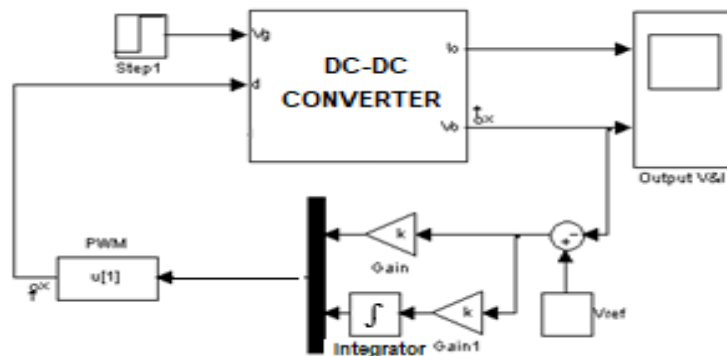 Step1
Vg
d
DC-DC
CONVERTER
Io
Vo
Output V&I
PWM
u[1]
k
Gain
k
Gain1
Integrator
Vref